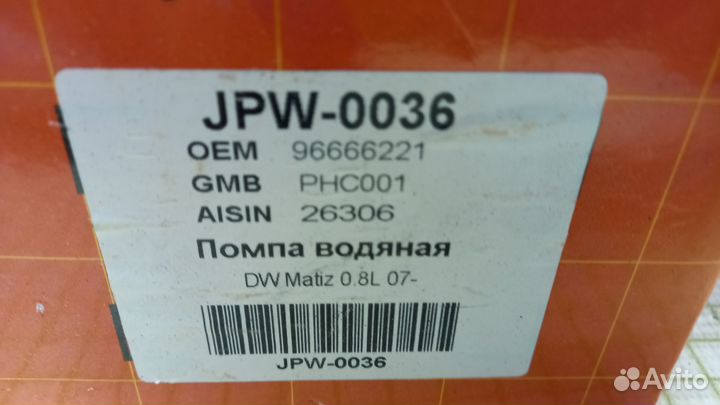 JPW-0036
OEM 96666221
GMB PHC001
AISIN 26306
Помпа водяная
DW Matiz 0.8L 07-
JPW-0036
Avito